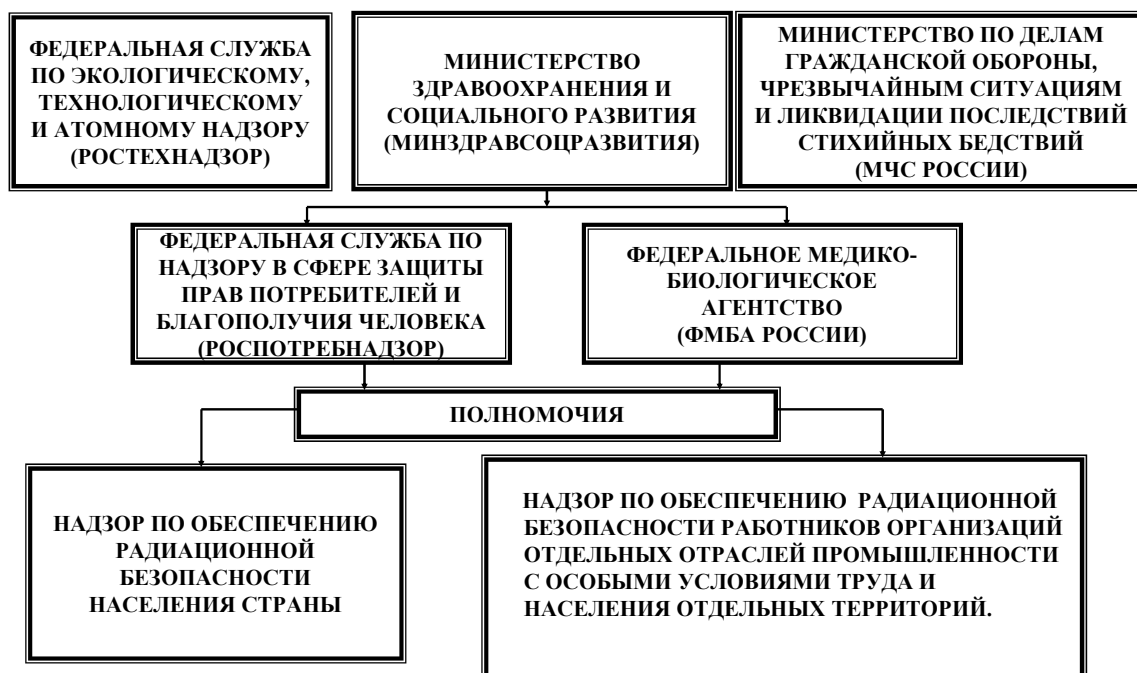 ФЕДЕРАЛЬНАЯ СЛУЖБА
ПО ЭКОЛОГИЧЕСКОМУ,
ТЕХНОЛОГИЧЕСКОМУ
И АТОМНОМУ НАДЗОРУ
(РОСТЕХНАДЗОР)
МИНИСТЕРСТВО
ЗДРАВООХРАНЕНИЯ И
СОЦИАЛЬНОГО РАЗВИТИЯ
(МИНЗДРАВСОЦРАЗВИТИЯ)
МИНИСТЕРСТВО ПО ДЕЛАМ
ГРАЖДАНСКОЙ ОБОРОНЫ,
ЧРЕЗВЫЧАЙНЫМ СИТУАЦИЯМ
И ЛИКВИДАЦИИ ПОСЛЕДСТВИЙ
СТИХИЙНЫХ БЕДСТВИЙ
(МЧС РОССИИ)
ФЕДЕРАЛЬНАЯ СЛУЖБА ПО
НАДЗОРУ В СФЕРЕ ЗАЩИТЫ
ПРАВ ПОТРЕБИТЕЛЕЙ И
БЛАГОПОЛУЧИЯ ЧЕЛОВЕКА
(РОСПОТРЕБНАДЗОР)
ФЕДЕРАЛЬНОЕ МЕДИКО-
БИОЛОГИЧЕСКОЕ
АГЕНТСТВО
(ФМБА РОССИИ)
ПОЛНОМОЧИЯ
НАДЗОР ПО ОБЕСПЕЧЕНИЮ
РАДИАЦИОННОЙ
БЕЗОПАСНОСТИ
НАСЕЛЕНИЯ СТРАНЫ
НАДЗОР ПО ОБЕСПЕЧЕНИЮ РАДИАЦИОННОЙ
БЕЗОПАСНОСТИ РАБОТНИКОВ ОРГАНИЗАЦИЙ
ОТДЕЛЬНЫХ ОТРАСЛЕЙ ПРОМЫШЛЕННОСТИ
С ОСОБЫМИ УСЛОВИЯМИ ТРУДА И
НАСЕЛЕНИЯ ОТДЕЛЬНЫХ ТЕРРИТОРИЙ.